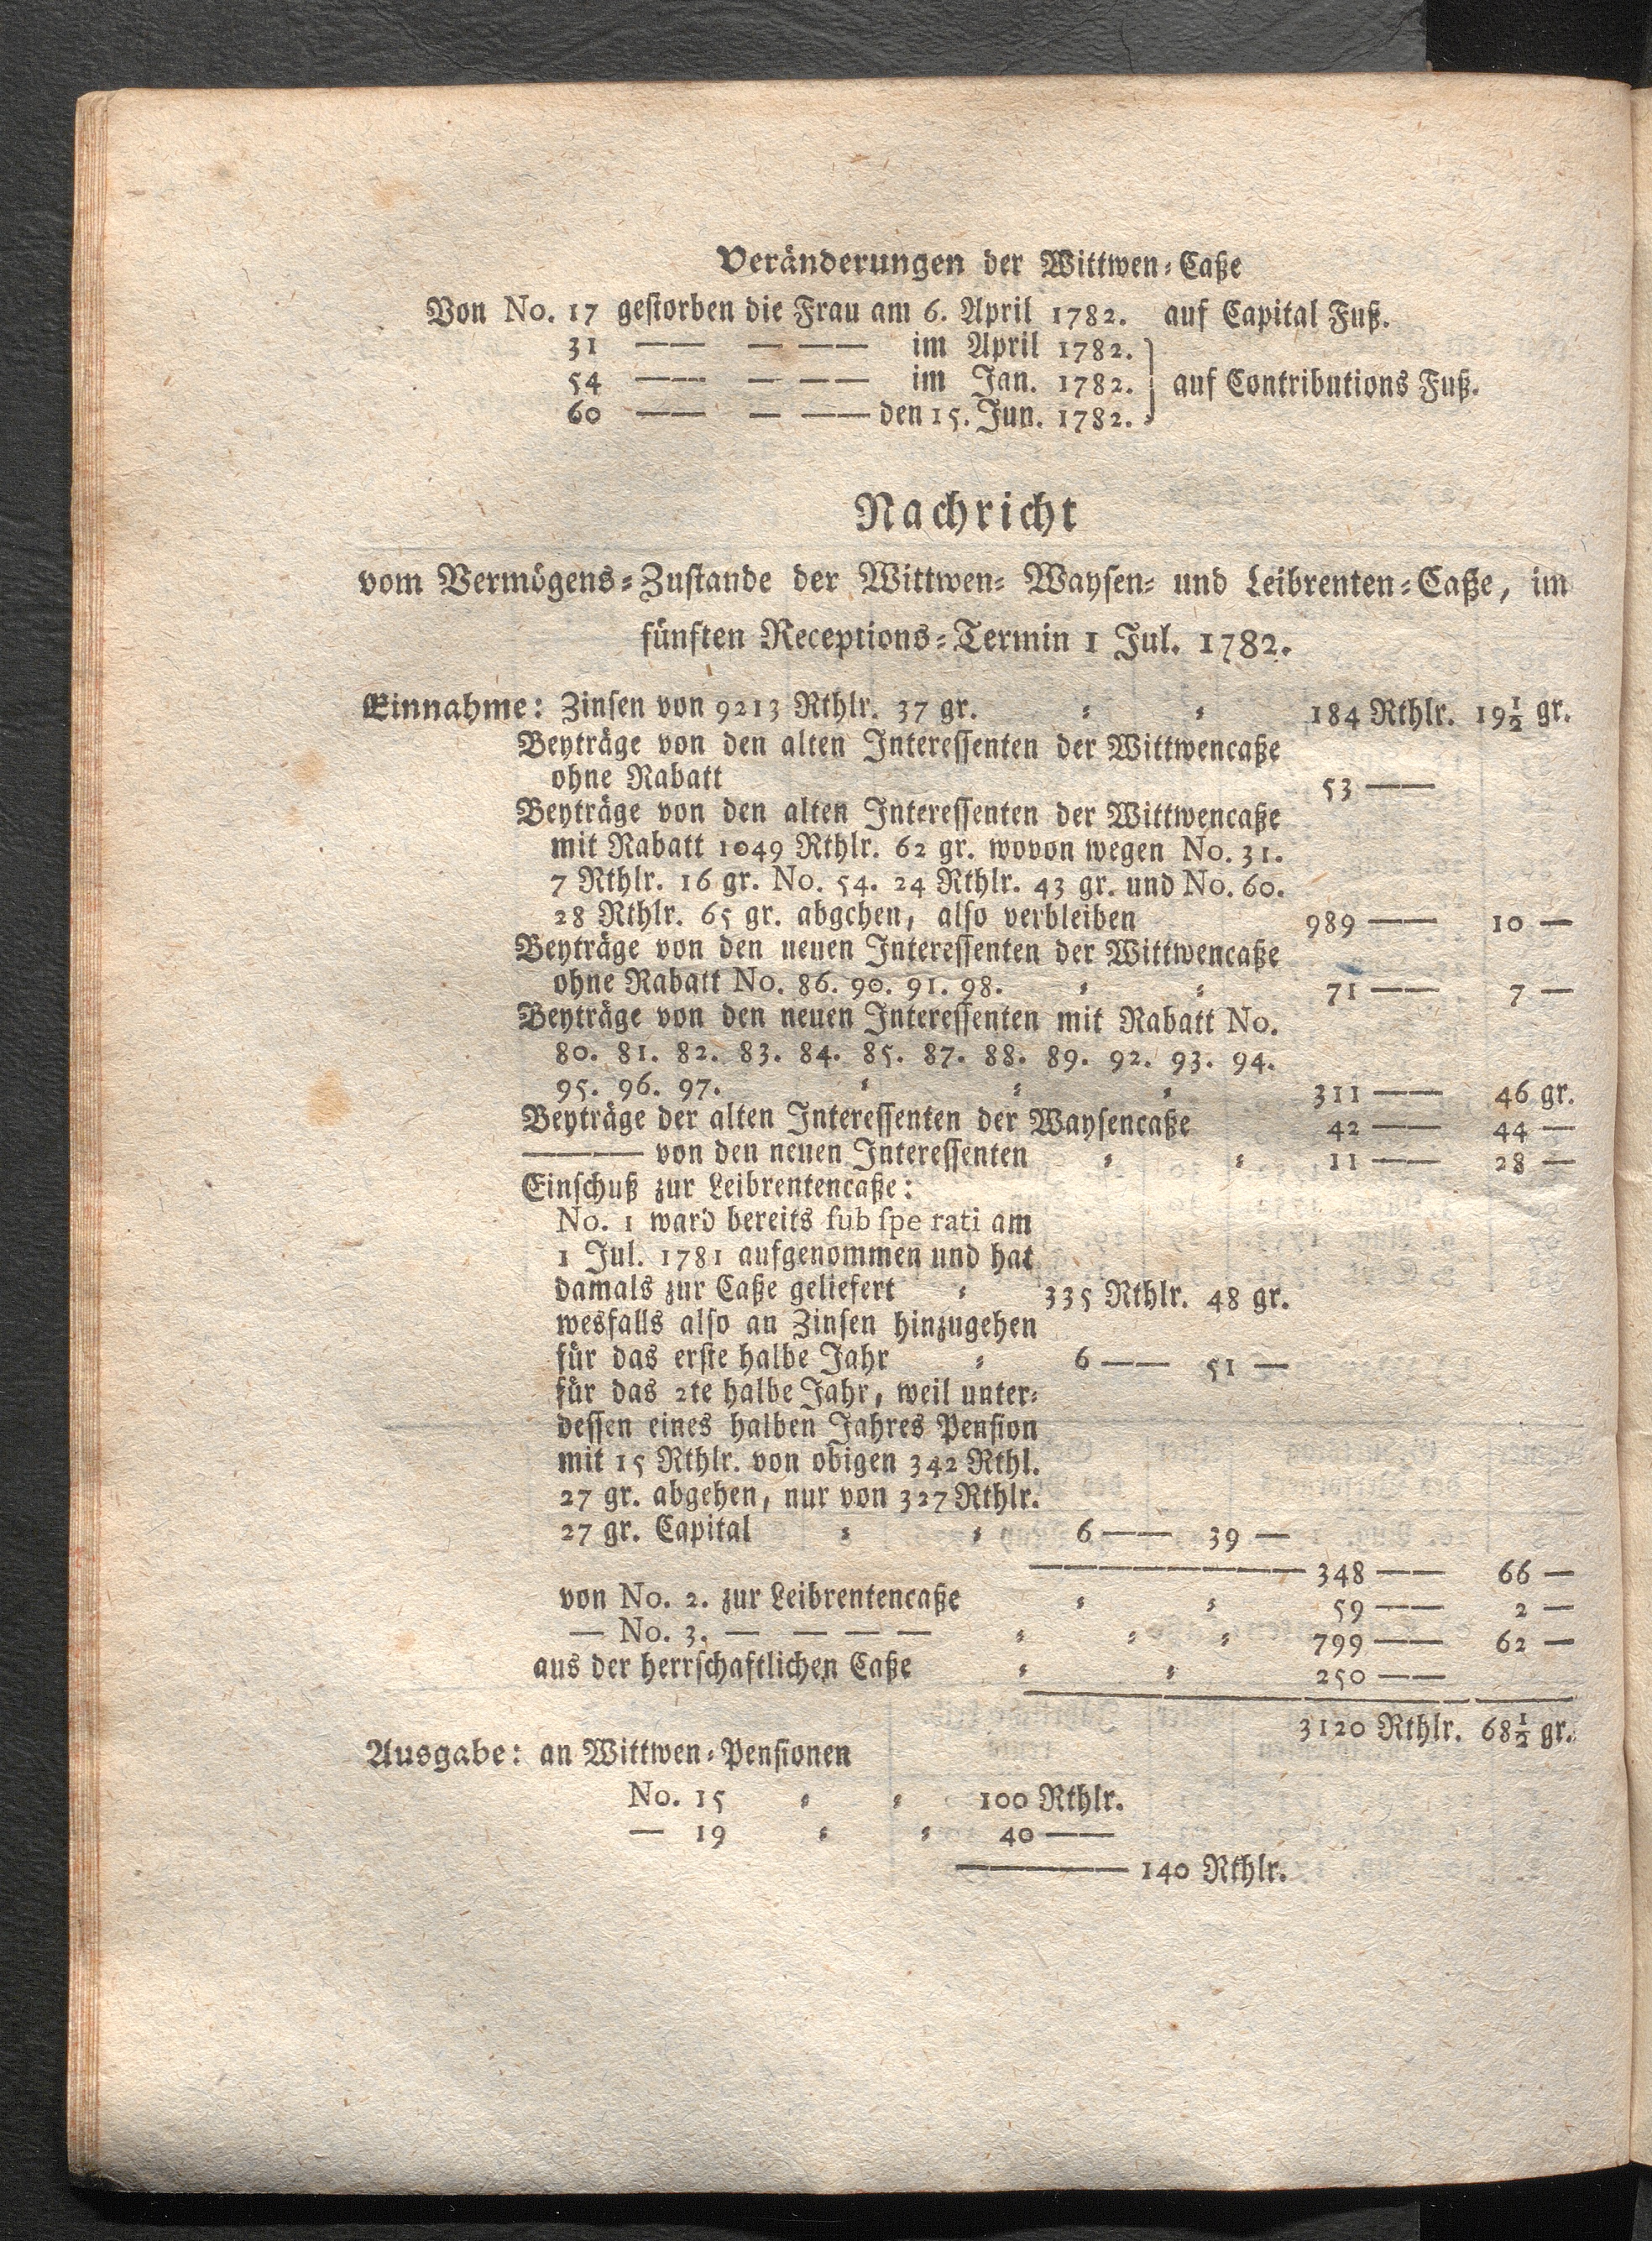 Veränderungen der Wittwen-Caße
Von No. 17 gestorben die Frau am 6. April 1782. auf Capital Fuß.
31 —— — —— im April 1782.
54 —— — —— im Jan. 1782. auf Contributions Fuß.
60 —— — —— den 15. Jun. 1782.
Nachricht
vom Vermögens-Zustande der Wittwen- Waysen- und Leibrenten-Caße, im
fünften Receptions-Termin 1 Jul. 1782.
Einnahme: Zinsen von 9213 Rthlr. 37 gr. - - 184 Rthlr. 19½ gr.
Beyträge von den alten Interessenten der Wittwencaße
ohne Rabatt 53 ——
Beyträge von den alten Interessenten der Wittwencaße
mit Rabatt 1049 Rthlr. 62 gr. wovon wegen No. 31.
7 Rthlr. 16 gr. No. 54. 24 Rthlr. 43 gr. und No. 60.
28 Rthlr. 65 gr. abgehen, also verbleiben 989 —— 10 —
Beyträge von den neuen Interessenten der Wittwencaße
ohne Rabatt No. 86. 90. 91. 98. - - 71 —— 7 —
Beyträge von den neuen Interessenten mit Rabatt No.
80. 81. 82. 83. 84. 85. 87. 88. 89. 92. 93. 94.
95. 96. 97. - - - 311 —— 46 gr.
Beyträge der alten Interessenten der Waysencaße 42 —— 44 —
——— von den neuen Interessenten - - 11 —— 28 —
Einschuß zur Leibrentencaße:
No. 1 ward bereits sub spe rati am
1 Jul. 1781 aufgenommen und hat
damals zur Caße geliefert - 335 Rthlr. 48 gr.
wesfalls also an Zinsen hinzugehen
für das erste halbe Jahr - 6 —— 51 —
für das 2te halbe Jahr, weil unter-
dessen eines halben Jahres Pension
mit 15 Rthlr. von obigen 342 Rthl.
27 gr. abgehen, nur von 327 Rthlr.
27 gr. Capital - - 6 —— 39 —
348 —— 66 —
von No. 2. zur Leibrentencaße - - 59 —— 2 —
— No. 3. — — — — - - - 799 —— 62 —
aus der herrschaftlichen Caße - - 250 ——
3120 Rthlr. 68½ gr.
Ausgabe: an Wittwen-Pensionen
No. 15 - - 100 Rthlr.
— 19 - - 40 ——
140 Rthlr.